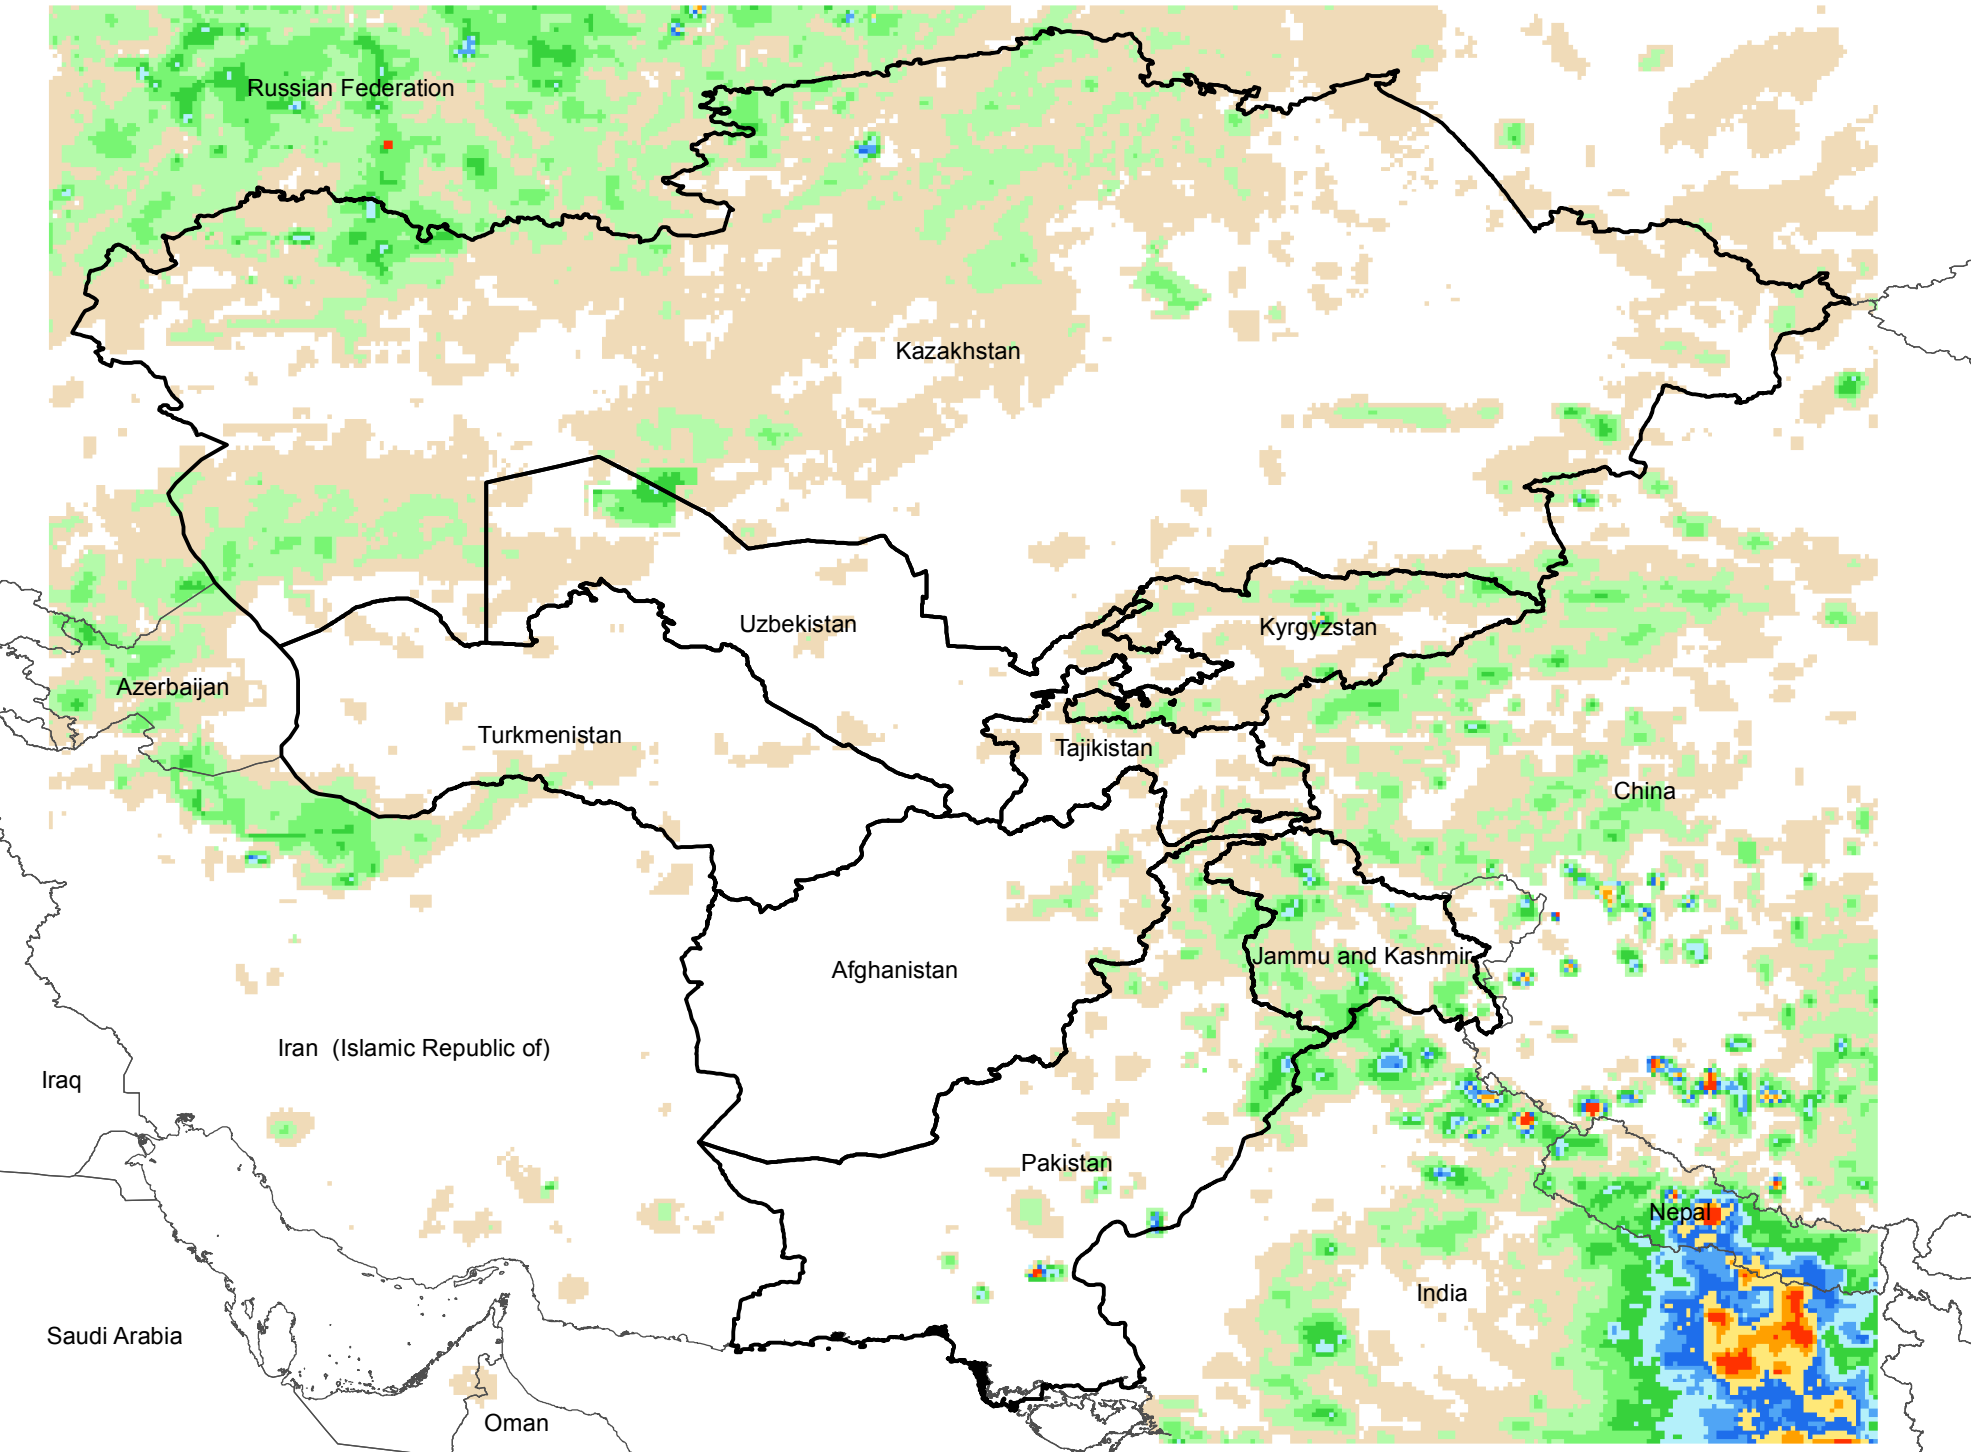 Russian Federation
Kazakhstan
Uzbekistan
Kyrgyzstan
Azerbaijan
Turkmenistan
Tajikistan
China
Jammu and Kashmir
Afghanistan
Iran  (Islamic Republic of)
Iraq
Pakistan
Nepal
India
Saudi Arabia
Oman